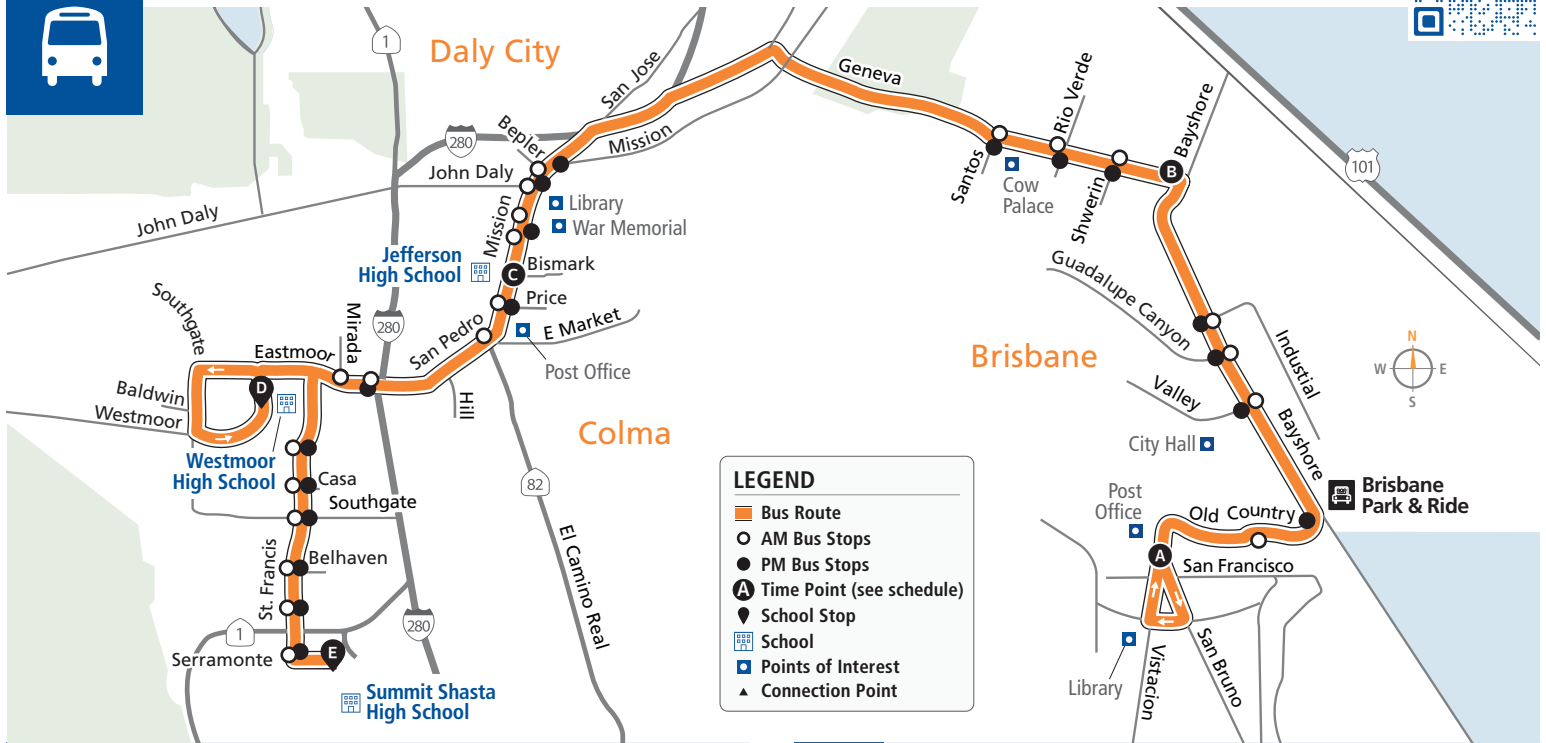 Daly City
Brisbane
Colma
1
280
280
280
1
82
101
Geneva
San Jose
Mission
Bepler
John Daly
John Daly
Mission
Library
War Memorial
Jefferson
High School
C
Bismark
Price
San Pedro
E Market
Post Office
Hill
Mirada
Eastmoor
Southgate
Baldwin
Westmoor
D
Westmoor
High School
Casa
Southgate
Belhaven
St. Francis
Serramonte
E
Summit Shasta
High School
El Camino Real
Santos
Cow
Palace
Rio Verde
Shwerin
B
Bayshore
Guadalupe Canyon
Industrial
Valley
City Hall
Bayshore
Brisbane
Park & Ride
Post
Office
Old Country
A
San Francisco
Library
Vistacion
San Bruno
N
W
E
S
LEGEND
Bus Route
AM Bus Stops
PM Bus Stops
A Time Point (see schedule)
School Stop
School
Points of Interest
Connection Point